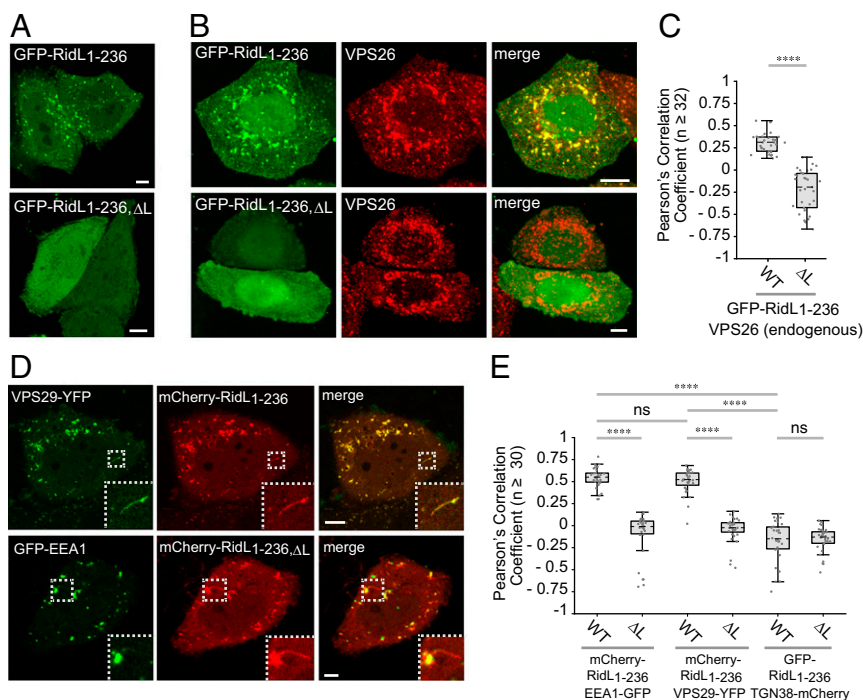 A
GFP-RidL1-236
GFP-RidL1-236,ΔL
B
GFP-RidL1-236
VPS26
merge
GFP-RidL1-236,ΔL
VPS26
merge
C
****
Pearson's Correlation
Coefficient (n ≥ 32)
1
0.75
0.5
0.25
0
- 0.25
- 0.5
- 0.75
- 1
WT
ΔL
GFP-RidL1-236
VPS26 (endogenous)
D
VPS29-YFP
mCherry-RidL1-236
merge
GFP-EEA1
mCherry-RidL1-236,ΔL
merge
E
****
ns
****
****
****
ns
Pearson's Correlation
Coefficient (n ≥ 30)
1
0.75
0.5
0.25
0
-0.25
- 0.5
-0.75
-1
WT
ΔL
WT
ΔL
WT
ΔL
mCherry-
RidL1-236
EEA1-GFP
mCherry-
RidL1-236
VPS29-YFP
GFP-
RidL1-236
TGN38-mCherry